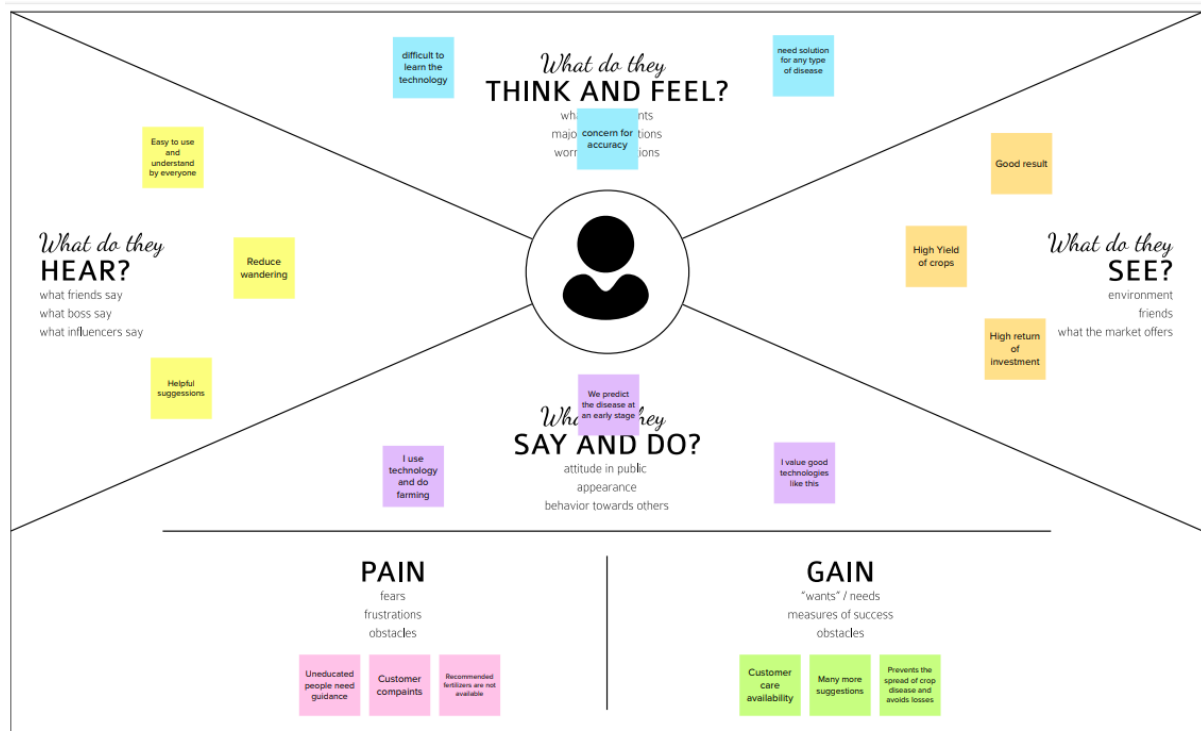 difficult to
learn the
technology
need solution
for any type
of disease
What do they
THINK AND FEEL?
concern for
accuracy
Easy to use
and
understand
by everyone
What do they
HEAR?
what friends say
what boss say
what influencers say
Reduce
wandering
Helpful
suggessions
Good result
High Yield
of crops
High return
of
investment
What do they
SEE?
environment
friends
what the market offers
We predict
the disease at
an early stage
SAY AND DO?
attitude in public
appearance
behavior towards others
I use
technology
and do
farming
I value good
technologies
like this
PAIN
fears
frustrations
obstacles
Uneducated
people need
guidance
Customer
compaints
Recommended
fertilizers are not
available
GAIN
“wants” / needs
measures of success
obstacles
Customer
care
availability
Many more
suggestions
Prevents the
spread of crop
disease and
avoids losses